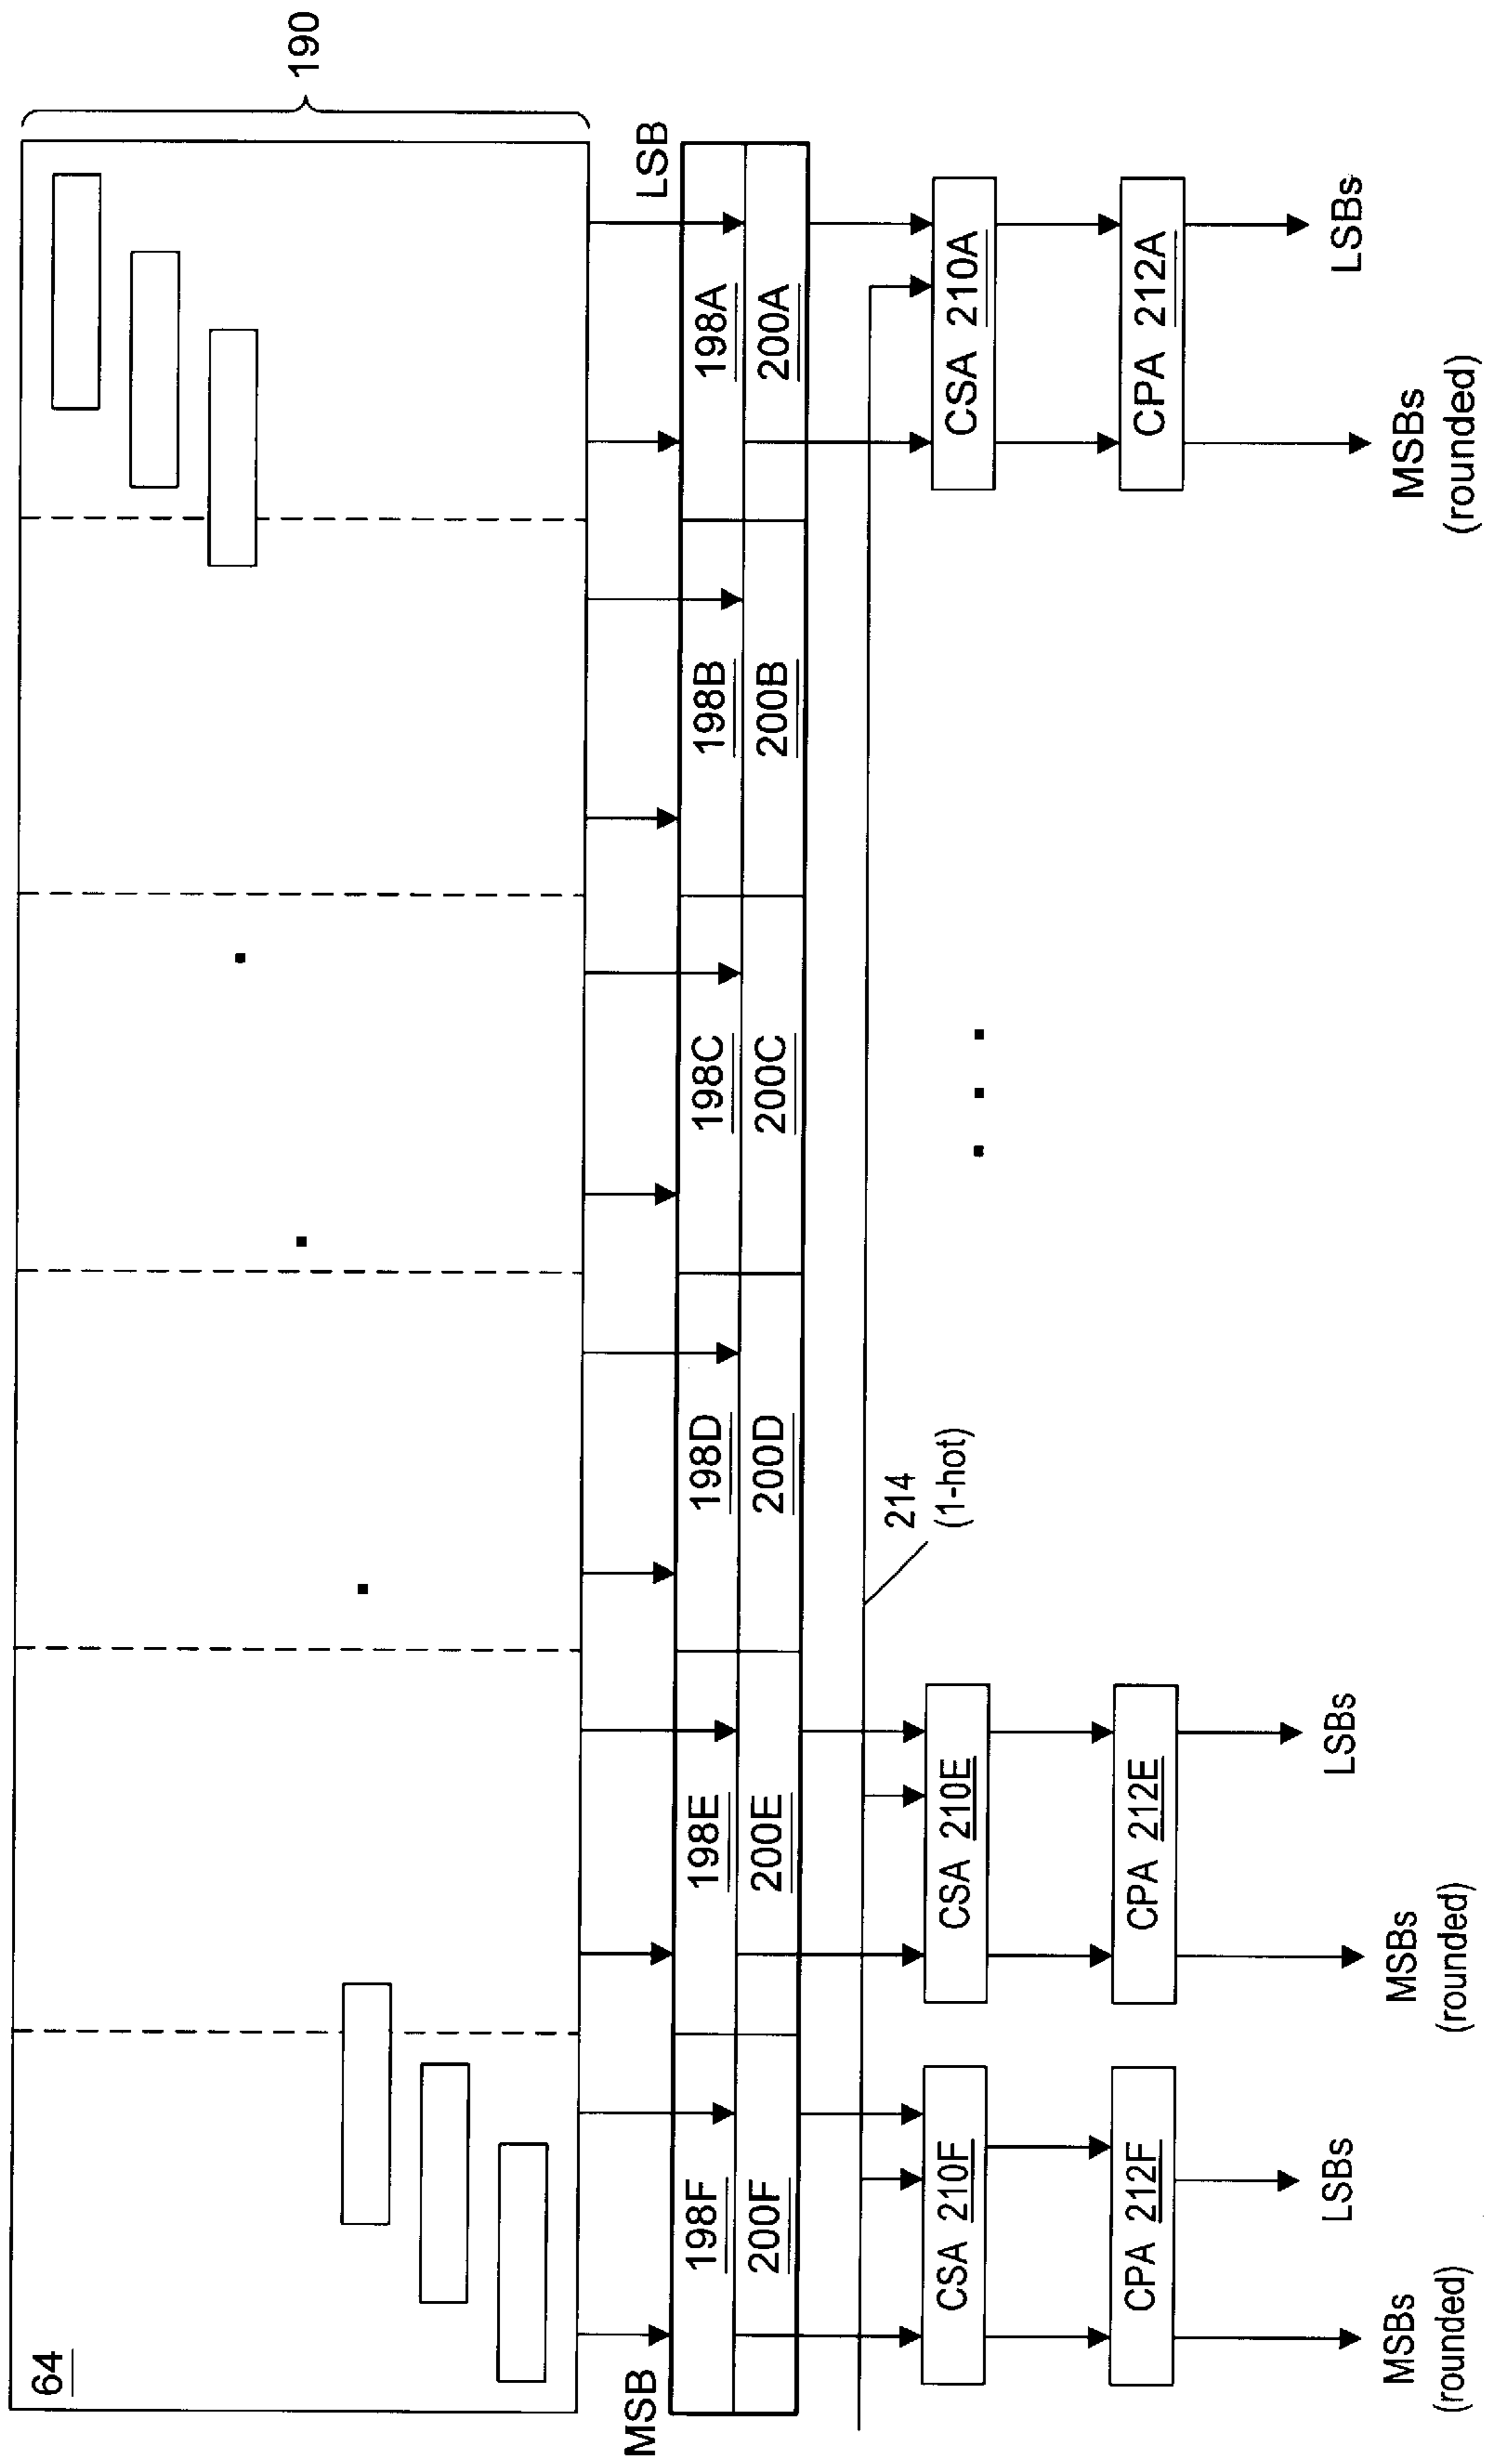 64
190
MSB
LSB
198F
198E
198D
198C
198B
198A
200F
200E
200D
200C
200B
200A
214
(1-hot)
CSA 210F
CSA 210E
CSA 210A
CPA 212F
CPA 212E
CPA 212A
LSBs
LSBs
LSBs
MSBs
(rounded)
MSBs
(rounded)
MSBs
(rounded)